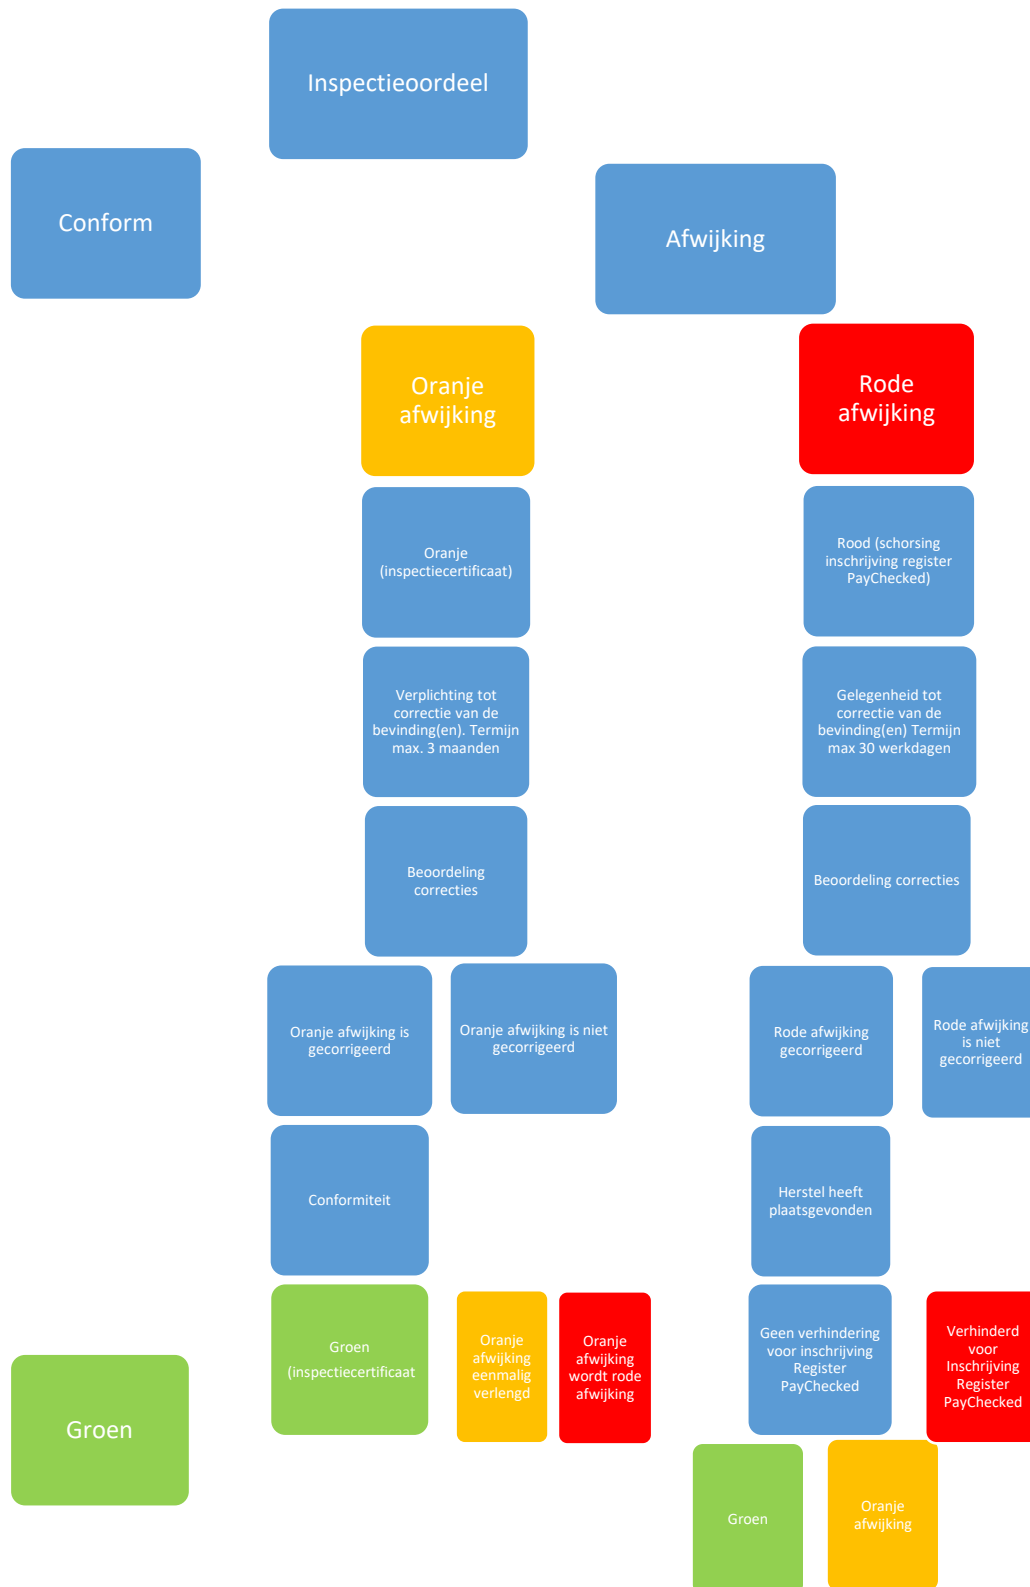 Inspectieoordeel
Conform
Afwijking
Oranje
afwijking
Rode
afwijking
Oranje
(inspectiecertificaat)
Rood (schorsing
inschrijving register
PayChecked)
Verplichting tot
correctie van de
bevinding(en). Termijn
max. 3 maanden
Gelegenheid tot
correctie van de
bevinding(en) Termijn
max 30 werkdagen
Beoordeling
correcties
Beoordeling correcties
Oranje afwijking is
gecorrigeerd
Oranje afwijking is niet
gecorrigeerd
Rode afwijking
gecorrigeerd
Rode afwijking
is niet
gecorrigeerd
Conformiteit
Herstel heeft
plaatsgevonden
Groen
(inspectiecertificaat
Oranje
afwijking
eenmalig
verlengd
Oranje
afwijking
wordt rode
afwijking
Geen verhindering
voor inschrijving
Register
PayChecked
Verhinderd
voor
Inschrijving
Register
PayChecked
Groen
Groen
Oranje
afwijking